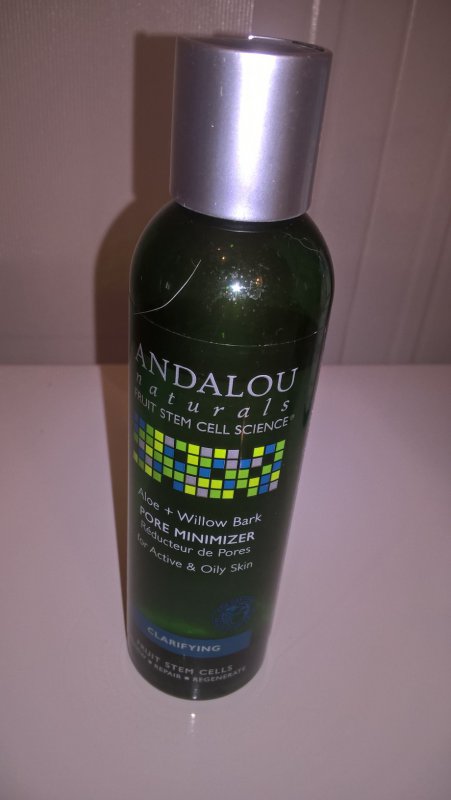 ANDALOU
naturals
FRUIT STEM CELL SCIENCE®
Aloe + Willow Bark
PORE MINIMIZER
Réducteur de Pores
for Active & Oily Skin
CLARIFYING
FRUIT STEM CELLS
★ REPAIR ★ REGENERATE